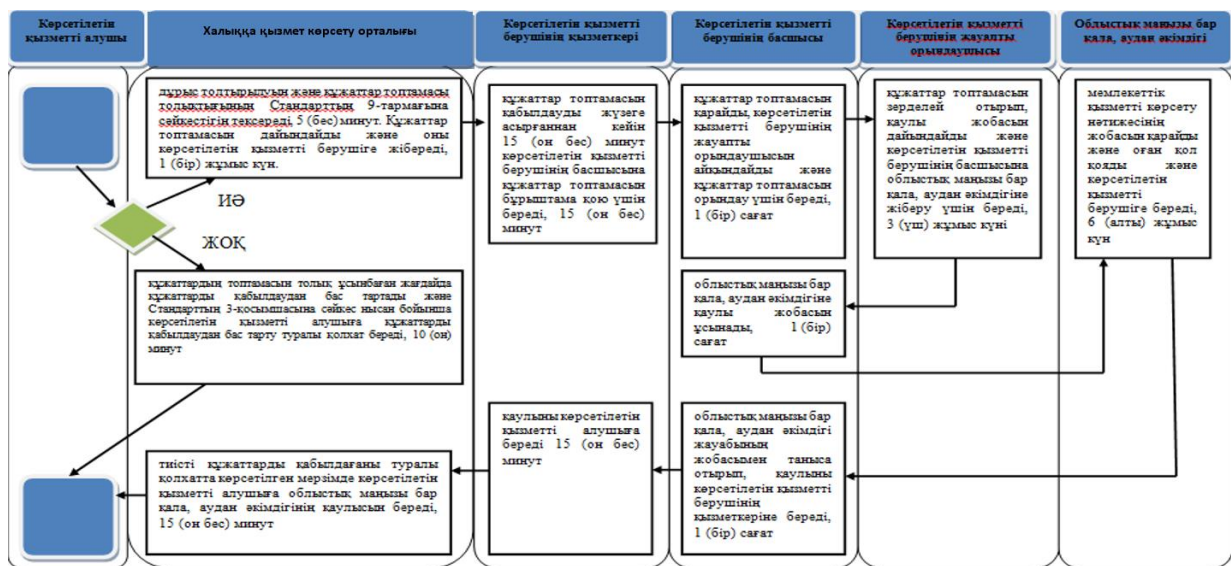 Көрсетілетін
қызметті алушы
Халыққа қызмет көрсету орталығы
Көрсетілетін қызметті
берушінің қызметкері
Көрсетілетін қызметті
берушінің басшысы
Көрсетілетін қызметті
берушінің жауапты
орындаушысы
Облыстық маңызы бар
қала, аудан әкімдігі
дұрыс толтырылуын және құжаттар топтамасы
толықтығының Стандарттың 9-тармағына
сәйкестігін тексереді, 5 (бес) минут. Құжаттар
топтамасын дайындайды және оны
көрсетілетін қызметті берушіге жібереді,
1 (бір) жұмыс күн.
ИӘ
ЖОҚ
құжаттардың топтамасын толық ұсынбаған жағдайда
құжаттарды қабылдаудан бас тартады және
Стандарттың 3-қосымшасына сәйкес нысан бойынша
көрсетілетін қызметті алушыға құжаттарды
қабылдаудан бас тарту туралы қолхат береді, 10 (он)
минут
тиісті құжаттарды қабылдағаны туралы
қолхатта көрсетілген мерзімде көрсетілетін
қызметті алушыға облыстық маңызы бар
қала, аудан әкімдігінің қаулысын береді,
15 (он бес) минут
құжаттар топтамасын
қабылдауды жүзеге
асырғаннан кейін
15 (он бес) минут
көрсетілетін қызметті
берушінің басшысына
құжаттар топтамасын
бұрыштама қою үшін
береді, 15 (он бес)
минут
қаулыны көрсетілетін
қызметті алушыға
береді 15 (он бес)
минут
құжаттар топтамасын
қарайды, көрсетілетін
қызметті берушінің
жауапты
орындаушысын
айқындайды және
құжаттар топтамасын
орындау үшін береді,
1 (бір) сағат
облыстық маңызы бар
қала, аудан әкімдігіне
қаулы жобасын
ұсынады, 1 (бір)
сағат
облыстық маңызы бар
қала, аудан әкімдігі
жауабының
жобасымен таныса
отырып, қаулыны
көрсетілетін қызметті
берушінің
қызметкеріне береді,
1 (бір) сағат
құжаттар топтамасын
зерделей отырып,
қаулы жобасын
дайындайды және
көрсетілетін қызметті
берушінің басшысына
облыстық маңызы бар
қала, аудан әкімдігіне
жіберу үшін береді,
3 (үш) жұмыс күні
мемлекеттік
қызметті көрсету
нәтижесінің
жобасын қарайды
және оған қол
қояды және
көрсетілетін
қызметті
берушіге береді,
6 (алты) жұмыс
күн